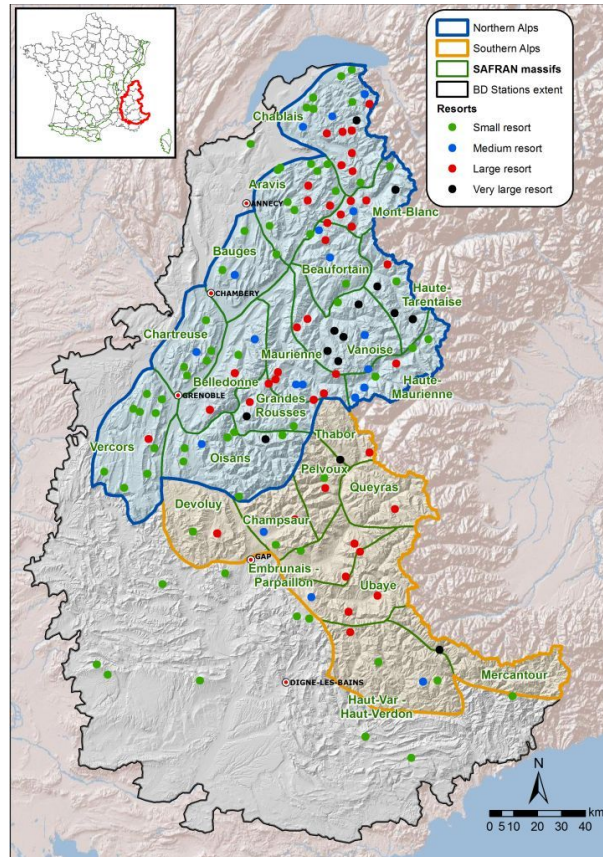 Northern Alps
Southern Alps
SAFRAN massifs
BD Stations extent
Resorts
Small resort
Medium resort
Large resort
Very large resort
Chablais
Aravis
ANNECY
Mont-Blanc
Bauges
Beaufortain
CHAMBERY
Haute-
Tarentaise
Chartreuse
Maurienne
Vanoise
Belledonne
Haute-
Maurienne
GRENOBLE
Grandes
Rousses
Thabor
Vercors
Oisans
Pelvoux
Queyras
Devoluy
Champsaur
GAP
Embrunais -
Parpaillon
Ubaye
Mercantour
DIGNE-LES-BAINS
Haut-Var -
Haut-Verdon
N
km
0 5 10 20 30 40